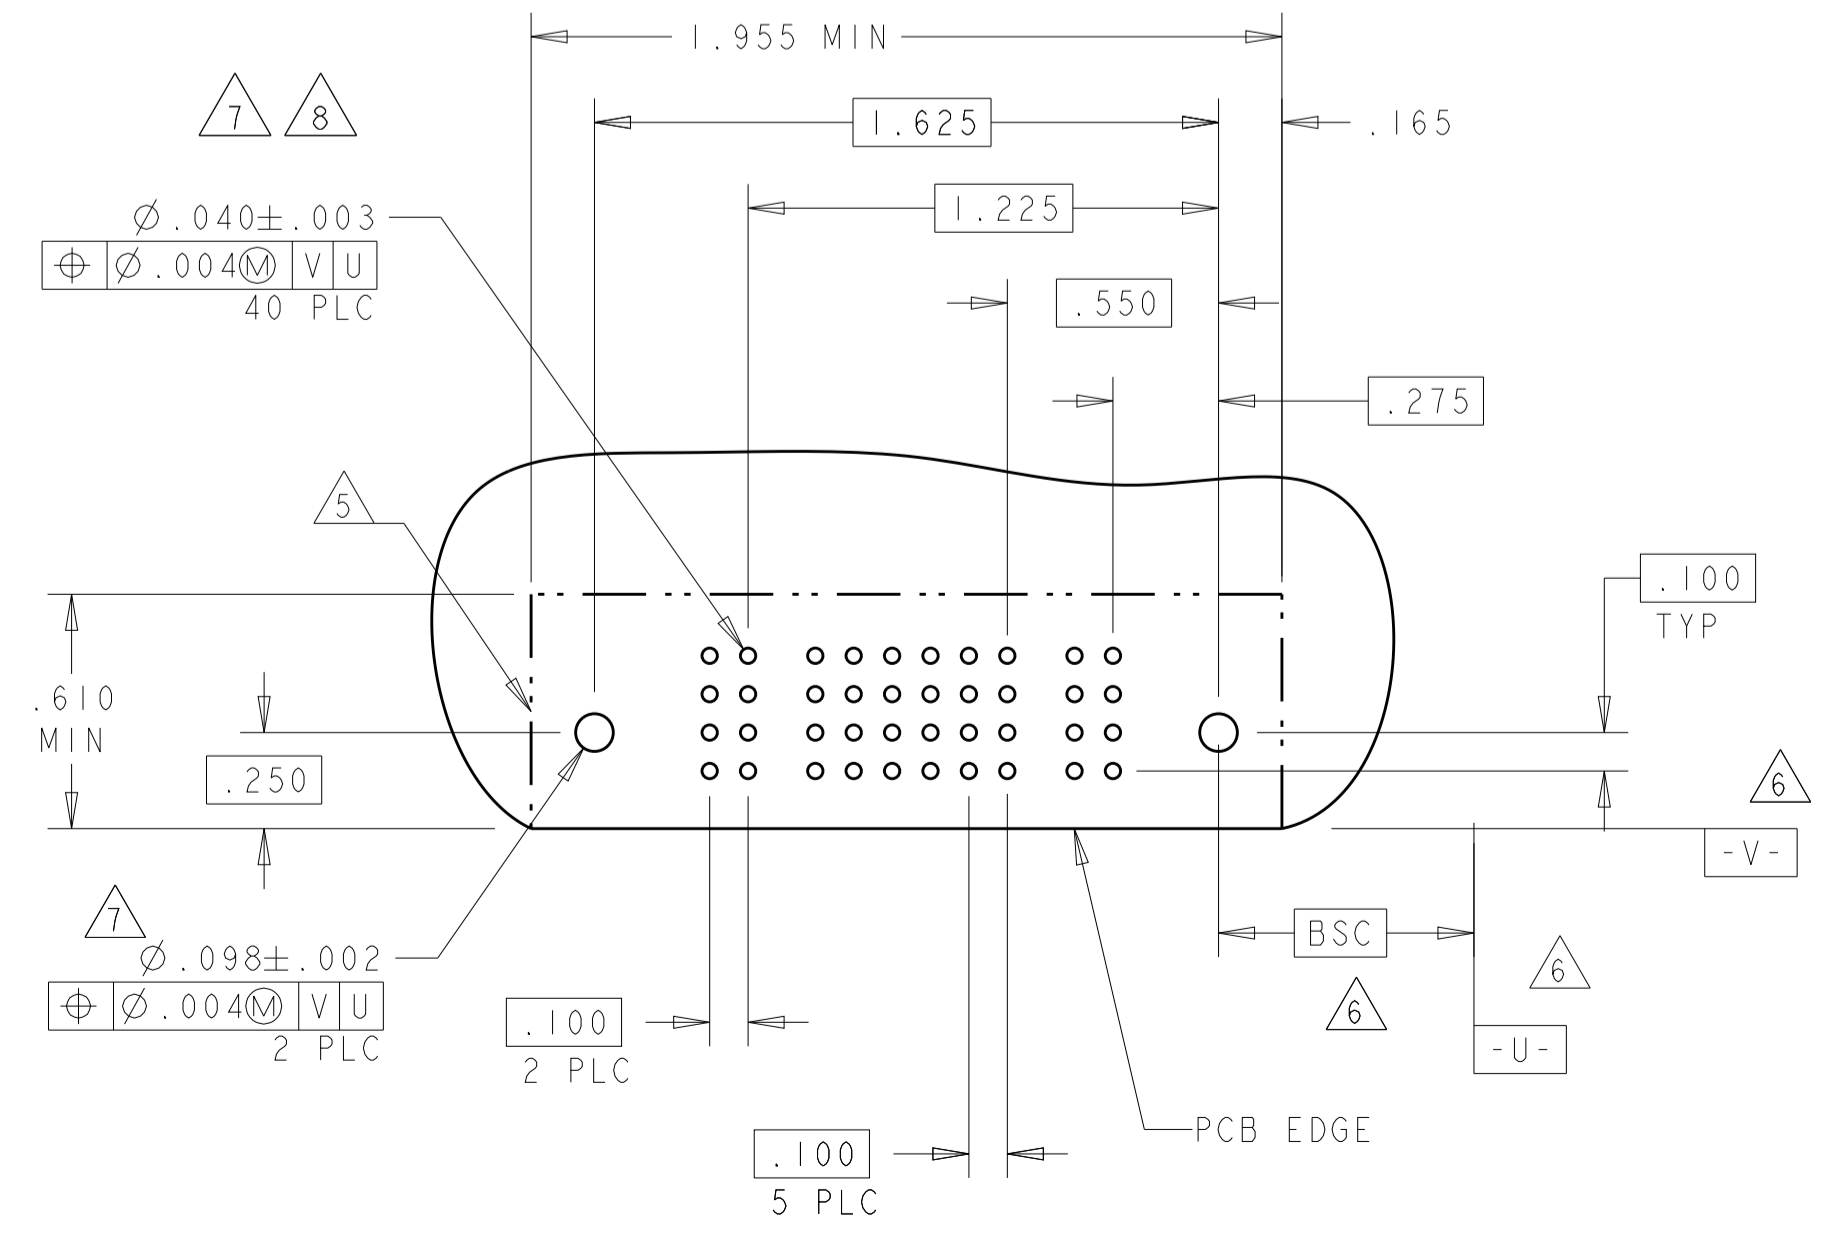 1.955 MIN
7 8
1.625
.165
Ø.040±.003
1.225
⌖ Ø.004Ⓜ V U
40 PLC
.550
.275
5
.100
TYP
.610
MIN
.250
6
-V-
7
BSC
Ø.098±.002
6
6
⌖ Ø.004Ⓜ V U
2 PLC
.100
2 PLC
-U-
PCB EDGE
.100
5 PLC